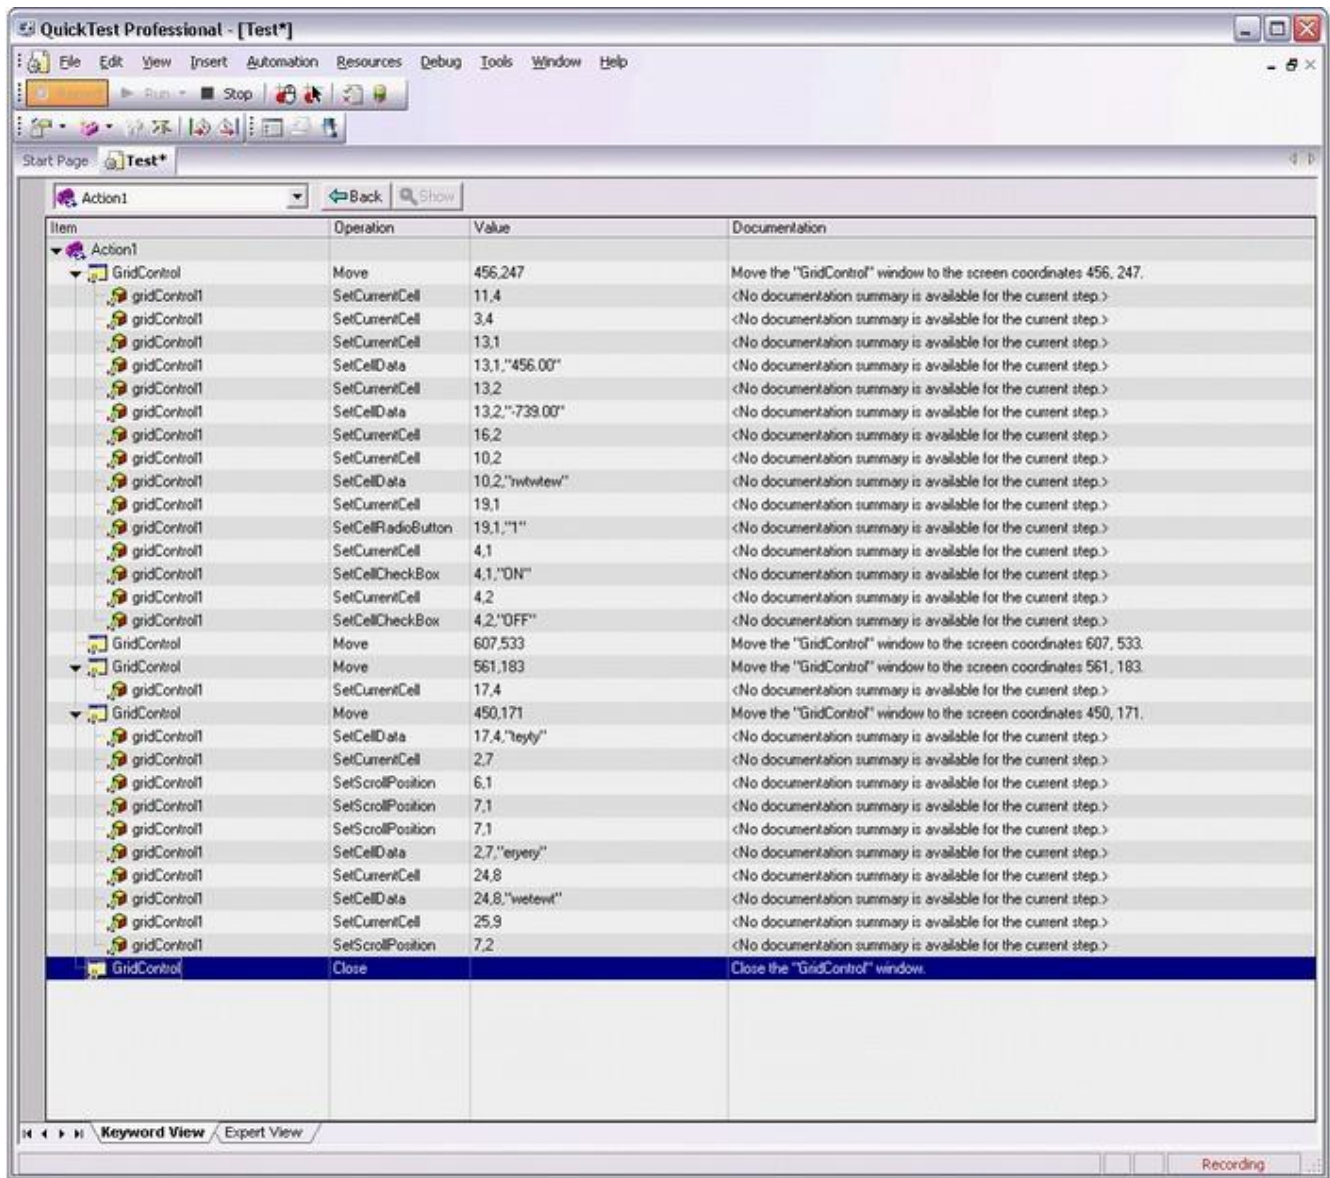 QuickTest Professional - [Test*]
File Edit View Insert Automation Resources Debug Tools Window Help
Record Run Stop
Start Page Test*
Action1 Back Show
Item Operation Value Documentation
Action1
GridControl Move 456,247 Move the "GridControl" window to the screen coordinates 456, 247.
gridControl1 SetCurrentCell 11,4 <No documentation summary is available for the current step.>
gridControl1 SetCurrentCell 3,4 <No documentation summary is available for the current step.>
gridControl1 SetCurrentCell 13,1 <No documentation summary is available for the current step.>
gridControl1 SetCellData 13,1,"456.00" <No documentation summary is available for the current step.>
gridControl1 SetCurrentCell 13,2 <No documentation summary is available for the current step.>
gridControl1 SetCellData 13,2,"-739.00" <No documentation summary is available for the current step.>
gridControl1 SetCurrentCell 16,2 <No documentation summary is available for the current step.>
gridControl1 SetCurrentCell 10,2 <No documentation summary is available for the current step.>
gridControl1 SetCellData 10,2,"rwtwtew" <No documentation summary is available for the current step.>
gridControl1 SetCurrentCell 19,1 <No documentation summary is available for the current step.>
gridControl1 SetCellRadioButton 19,1,"1" <No documentation summary is available for the current step.>
gridControl1 SetCurrentCell 4,1 <No documentation summary is available for the current step.>
gridControl1 SetCellCheckBox 4,1,"ON" <No documentation summary is available for the current step.>
gridControl1 SetCurrentCell 4,2 <No documentation summary is available for the current step.>
gridControl1 SetCellCheckBox 4,2,"OFF" <No documentation summary is available for the current step.>
GridControl Move 607,533 Move the "GridControl" window to the screen coordinates 607, 533.
GridControl Move 561,183 Move the "GridControl" window to the screen coordinates 561, 183.
gridControl1 SetCurrentCell 17,4 <No documentation summary is available for the current step.>
GridControl Move 450,171 Move the "GridControl" window to the screen coordinates 450, 171.
gridControl1 SetCellData 17,4,"teyty" <No documentation summary is available for the current step.>
gridControl1 SetCurrentCell 2,7 <No documentation summary is available for the current step.>
gridControl1 SetScrollPosition 6,1 <No documentation summary is available for the current step.>
gridControl1 SetScrollPosition 7,1 <No documentation summary is available for the current step.>
gridControl1 SetScrollPosition 7,1 <No documentation summary is available for the current step.>
gridControl1 SetCellData 2,7,"eryery" <No documentation summary is available for the current step.>
gridControl1 SetCurrentCell 24,8 <No documentation summary is available for the current step.>
gridControl1 SetCellData 24,8,"wetewt" <No documentation summary is available for the current step.>
gridControl1 SetCurrentCell 25,9 <No documentation summary is available for the current step.>
gridControl1 SetScrollPosition 7,2 <No documentation summary is available for the current step.>
GridControl Close Close the "GridControl" window.
Keyword View Expert View
Recording